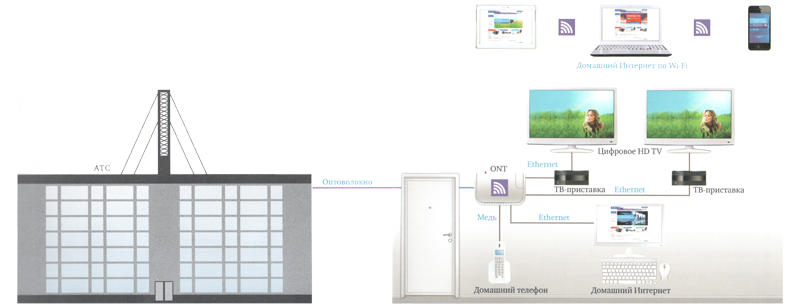 Домашний Интернет по Wi-Fi
Цифровое HD TV
АТС
ONT
Ethernet
ТВ-приставка
Ethernet
ТВ-приставка
Оптоволокно
Медь
Ethernet
Домашний телефон
Домашний Интернет